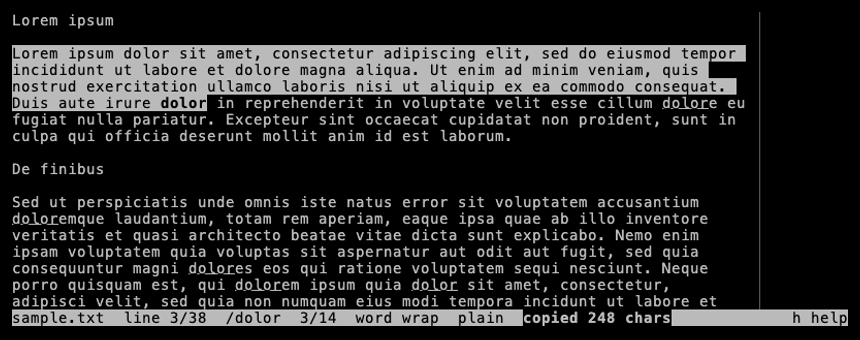 Lorem ipsum
Lorem ipsum dolor sit amet, consectetur adipiscing elit, sed do eiusmod tempor
incididunt ut labore et dolore magna aliqua. Ut enim ad minim veniam, quis
nostrud exercitation ullamco laboris nisi ut aliquip ex ea commodo consequat.
Duis aute irure dolor in reprehenderit in voluptate velit esse cillum dolore eu
fugiat nulla pariatur. Excepteur sint occaecat cupidatat non proident, sunt in
culpa qui officia deserunt mollit anim id est laborum.
De finibus
Sed ut perspiciatis unde omnis iste natus error sit voluptatem accusantium
doloremque laudantium, totam rem aperiam, eaque ipsa quae ab illo inventore
veritatis et quasi architecto beatae vitae dicta sunt explicabo. Nemo enim
ipsam voluptatem quia voluptas sit aspernatur aut odit aut fugit, sed quia
consequuntur magni dolores eos qui ratione voluptatem sequi nesciunt. Neque
porro quisquam est, qui dolorem ipsum quia dolor sit amet, consectetur,
adipisci velit, sed quia non numquam eius modi tempora incidunt ut labore et
sample.txt line 3/38 /dolor 3/14 word wrap plain copied 248 chars h help